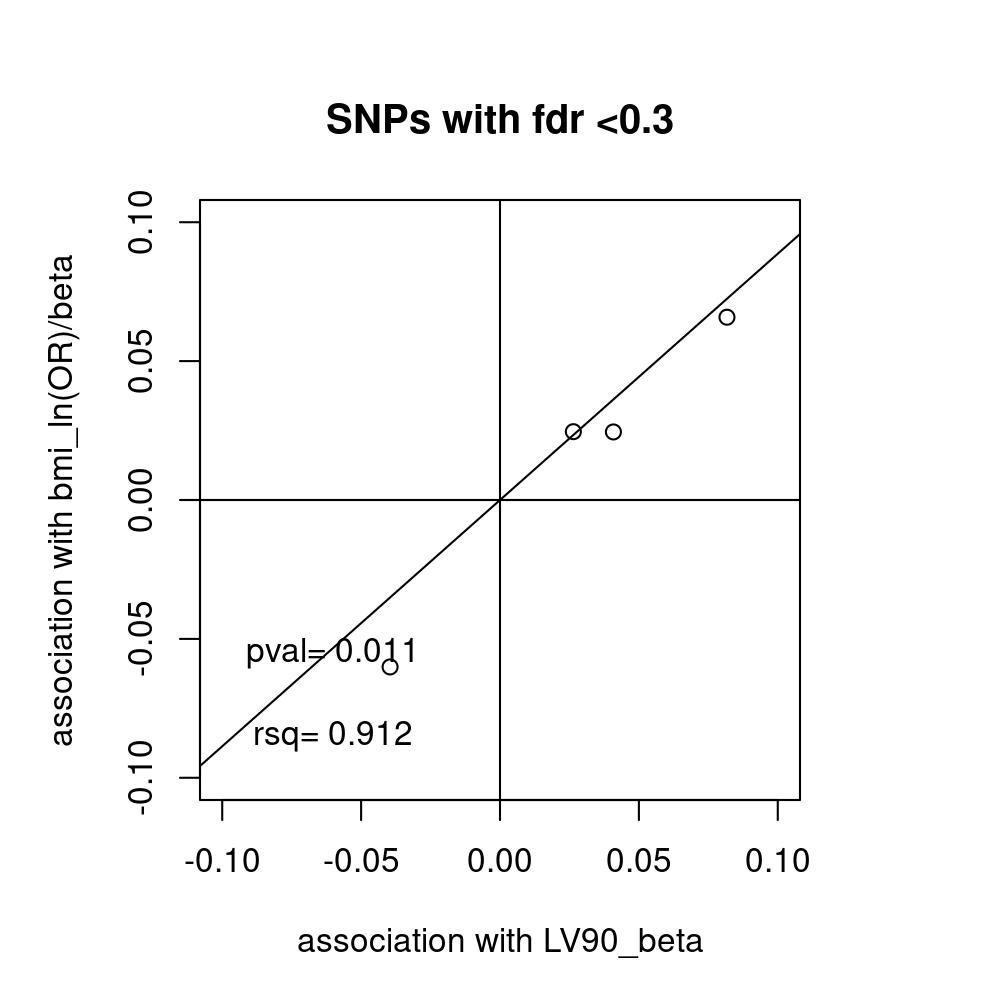 SNPs with fdr <0.3
association with bmi_ln(OR)/beta
0.10
0.05
0.00
-0.05
-0.10
pval= 0.011
rsq= 0.912
-0.10 -0.05 0.00 0.05 0.10
association with LV90_beta